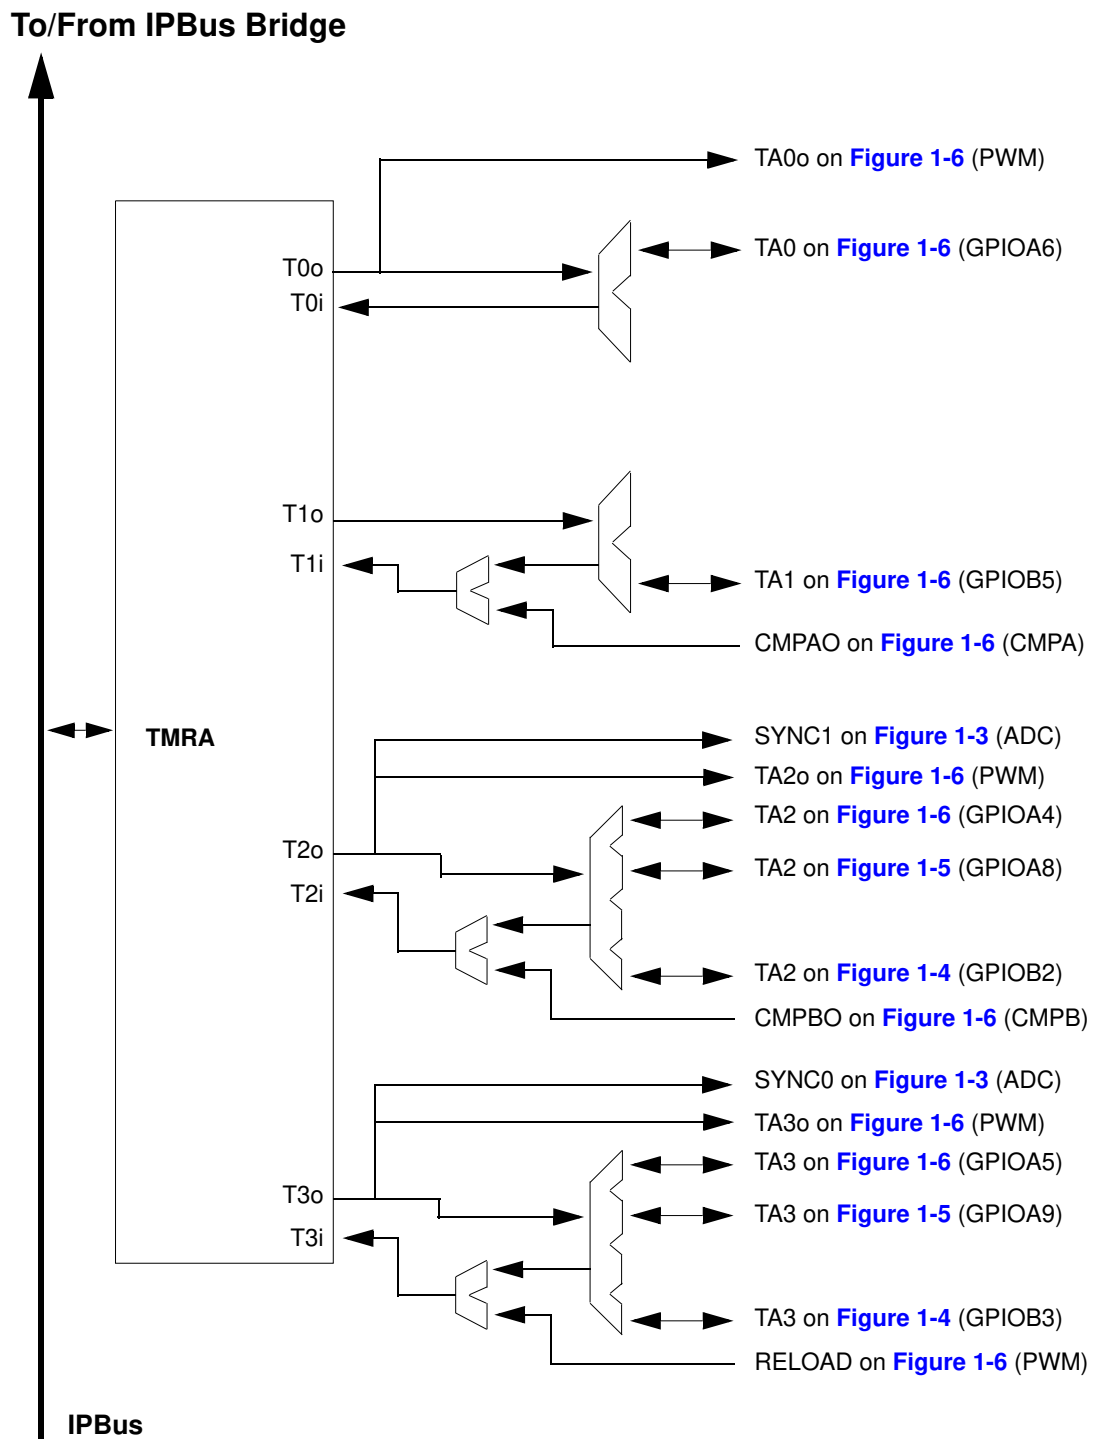 To/From IPBus Bridge
TA0o on Figure 1-6 (PWM)
TA0 on Figure 1-6 (GPIOA6)
T0o
T0i
T1o
T1i
TA1 on Figure 1-6 (GPIOB5)
CMPAO on Figure 1-6 (CMPA)
TMRA
SYNC1 on Figure 1-3 (ADC)
TA2o on Figure 1-6 (PWM)
TA2 on Figure 1-6 (GPIOA4)
T2o
TA2 on Figure 1-5 (GPIOA8)
T2i
TA2 on Figure 1-4 (GPIOB2)
CMPBO on Figure 1-6 (CMPB)
SYNC0 on Figure 1-3 (ADC)
TA3o on Figure 1-6 (PWM)
TA3 on Figure 1-6 (GPIOA5)
T3o
TA3 on Figure 1-5 (GPIOA9)
T3i
TA3 on Figure 1-4 (GPIOB3)
RELOAD on Figure 1-6 (PWM)
IPBus